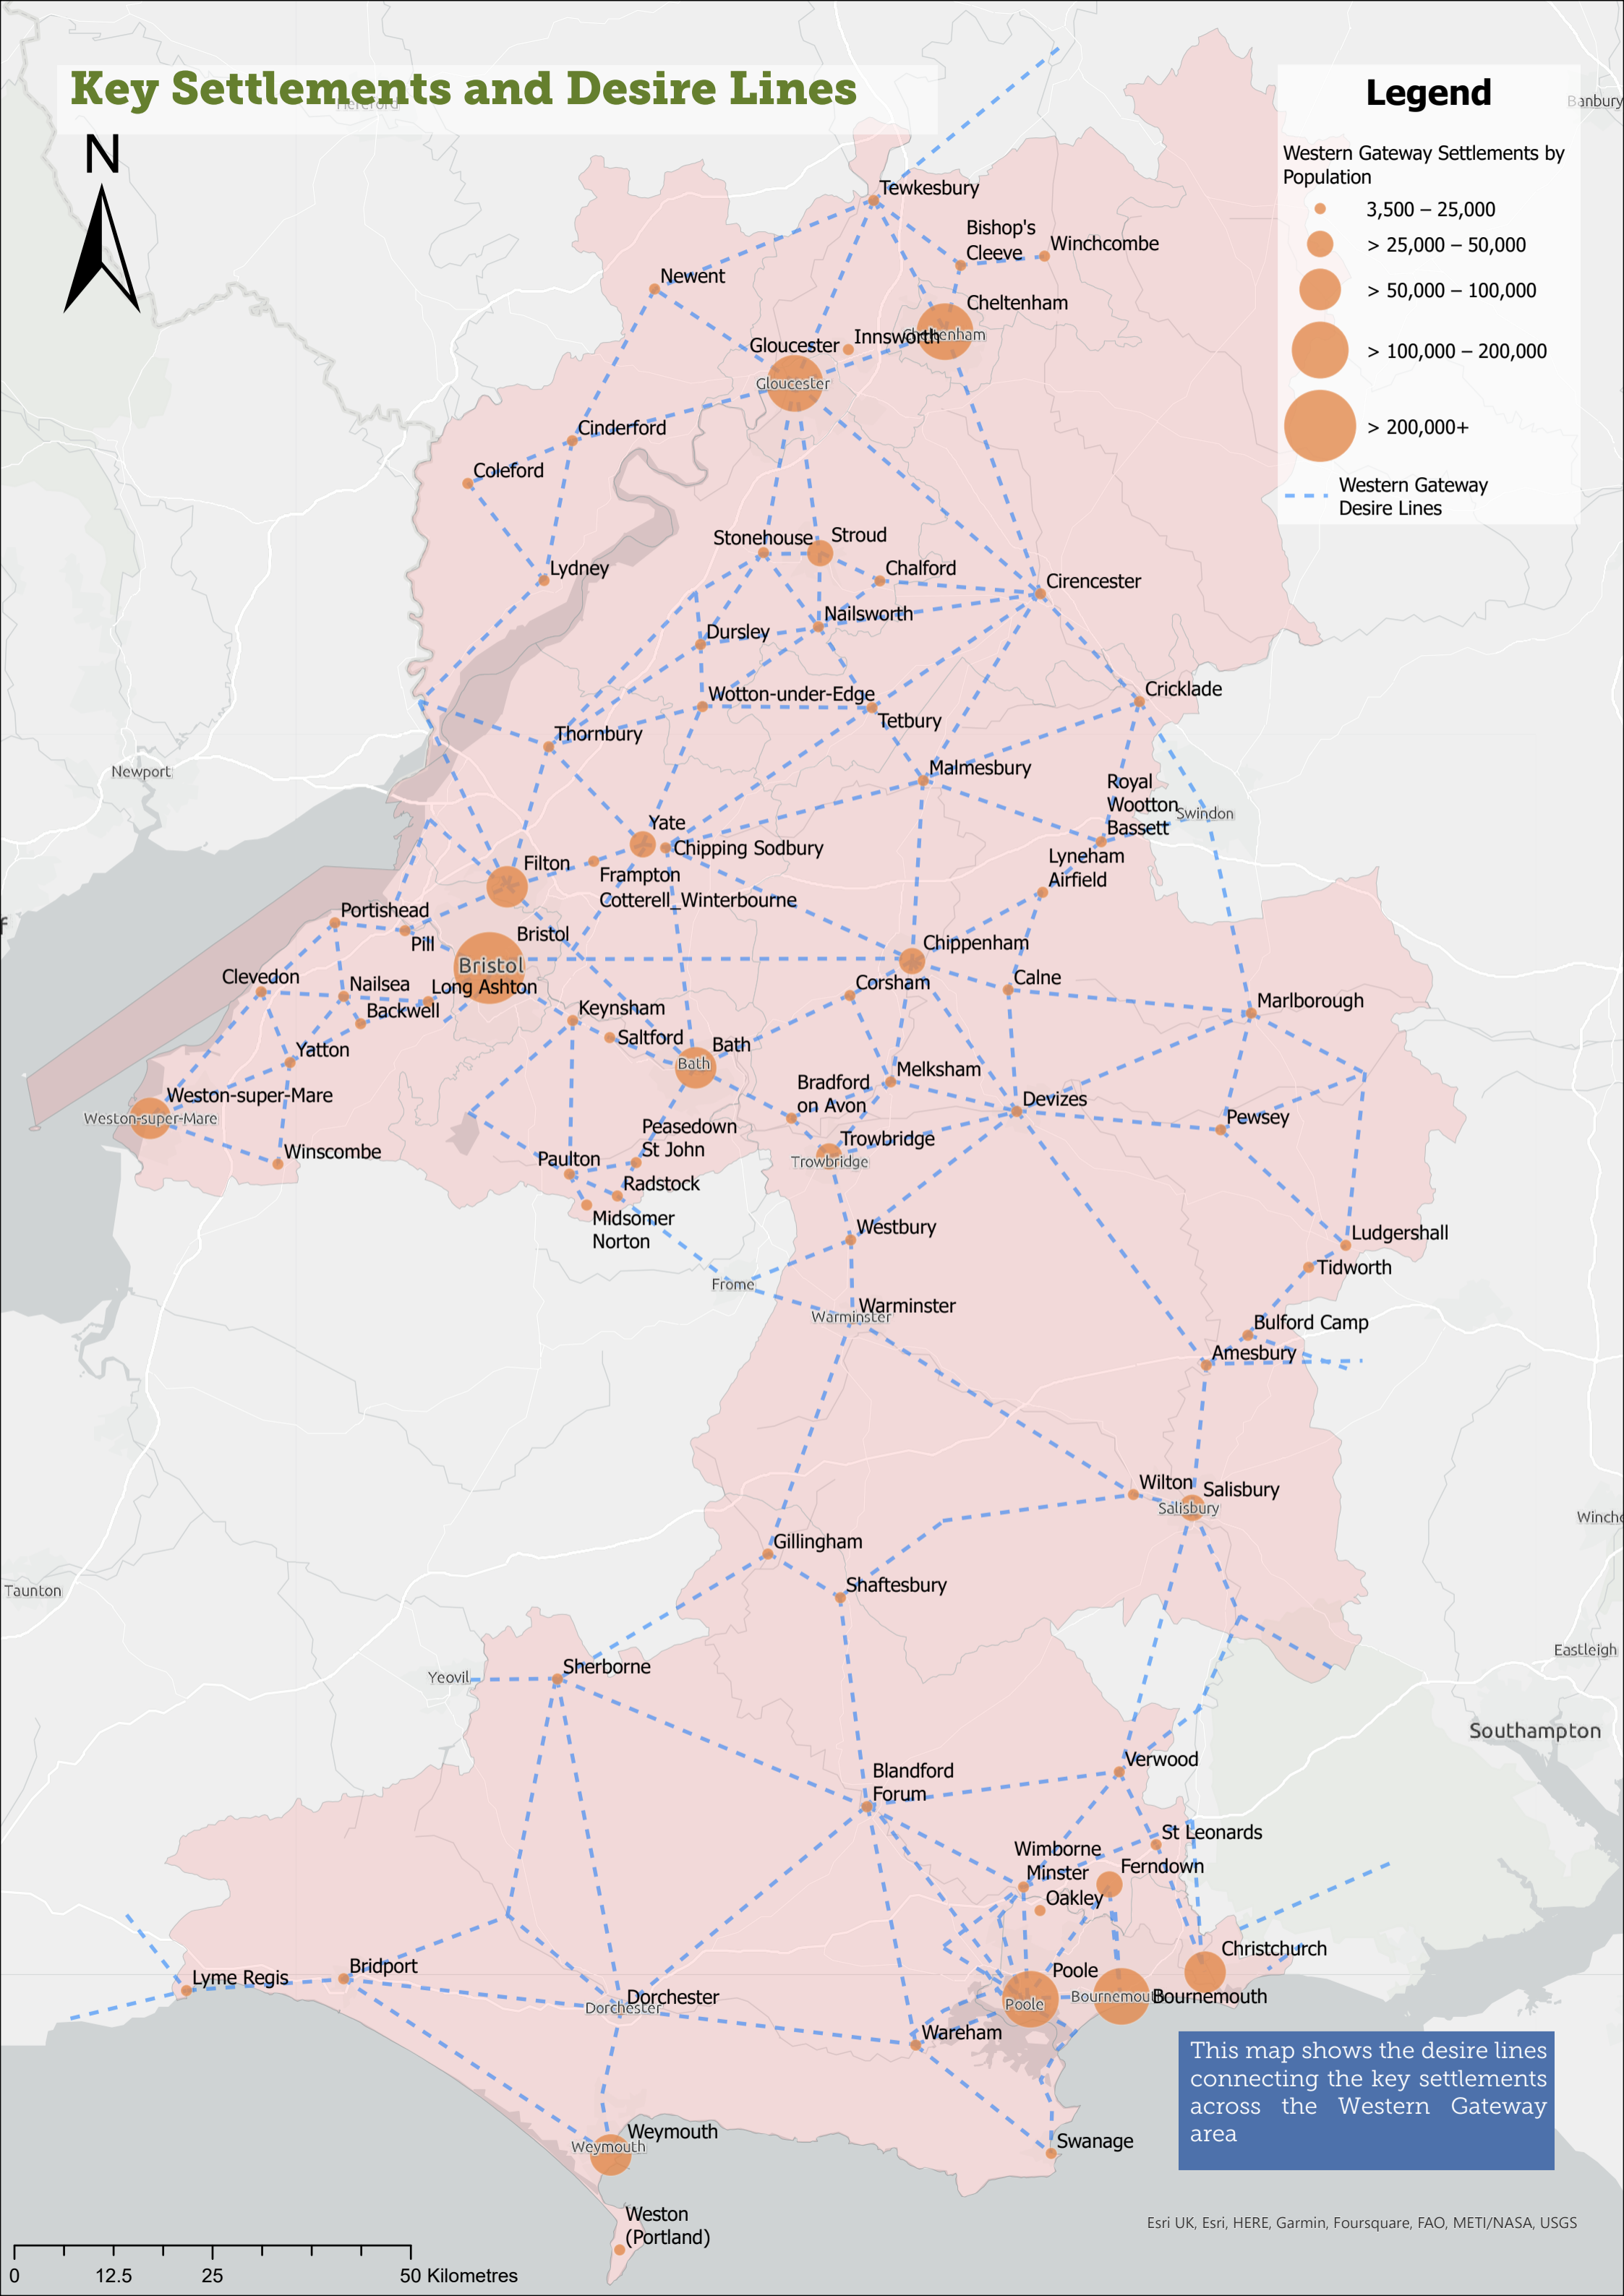 Key Settlements and Desire Lines
Hereford
N
Legend
Western Gateway Settlements by
Population
3,500 – 25,000
> 25,000 – 50,000
> 50,000 – 100,000
> 100,000 – 200,000
> 200,000+
Western Gateway
Desire Lines
Banbury
Tewkesbury
Bishop's
Cleeve
Winchcombe
Newent
Cheltenham
Cheltenham
Innsworth
Gloucester
Gloucester
Cinderford
Coleford
Stonehouse
Stroud
Lydney
Chalford
Cirencester
Nailsworth
Dursley
Wotton-under-Edge
Cricklade
Tetbury
Thornbury
Newport
Malmesbury
Royal
Wootton
Bassett
Swindon
Yate
Chipping Sodbury
Filton
Frampton
Cotterell_Winterbourne
Lyneham
Airfield
Portishead
Pill
Bristol
Bristol
Chippenham
Clevedon
Nailsea
Long Ashton
Backwell
Corsham
Calne
Marlborough
Keynsham
Saltford
Yatton
Bath
Bath
Melksham
Bradford
on Avon
Devizes
Weston-super-Mare
Weston-super-Mare
Pewsey
Peasedown
St John
Trowbridge
Trowbridge
Winscombe
Paulton
Radstock
Midsomer
Norton
Westbury
Ludgershall
Tidworth
Frome
Warminster
Warminster
Bulford Camp
Amesbury
Wilton
Salisbury
Salisbury
Winche
Gillingham
Taunton
Shaftesbury
Eastleigh
Sherborne
Yeovil
Southampton
Verwood
Blandford
Forum
St Leonards
Wimborne
Minster
Ferndown
Oakley
Christchurch
Bridport
Lyme Regis
Poole
Poole
Bournemouth
Bournemouth
Dorchester
Dorchester
Wareham
This map shows the desire lines
connecting the key settlements
across the Western Gateway
area
Weymouth
Weymouth
Swanage
Weston
(Portland)
Esri UK, Esri, HERE, Garmin, Foursquare, FAO, METI/NASA, USGS
0 12.5 25 50 Kilometres